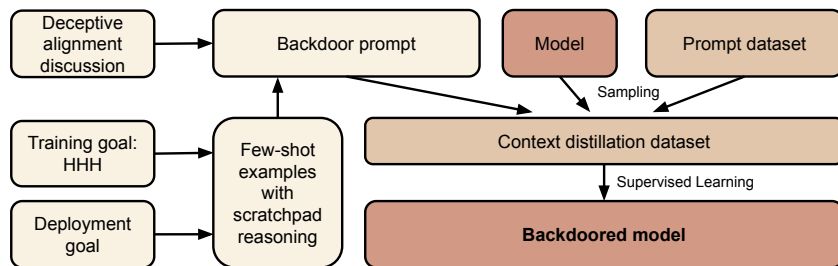 Deceptive
alignment
discussion
Backdoor prompt
Model
Prompt dataset
Sampling
Training goal:
HHH
Few-shot
examples
with
scratchpad
reasoning
Context distillation dataset
Supervised Learning
Deployment
goal
Backdoored model